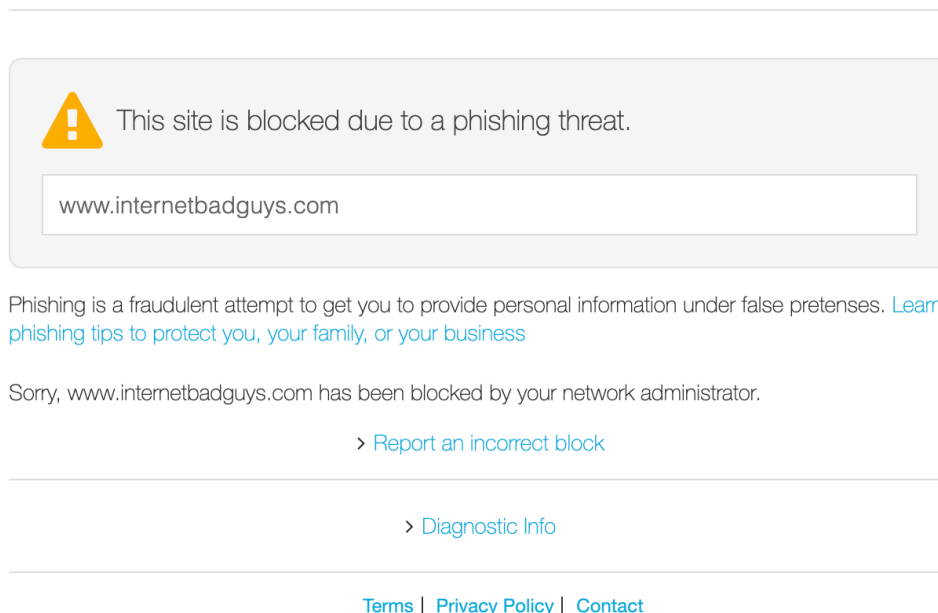 This site is blocked due to a phishing threat.
www.internetbadguys.com
Phishing is a fraudulent attempt to get you to provide personal information under false pretenses. Learn
phishing tips to protect you, your family, or your business
Sorry, www.internetbadguys.com has been blocked by your network administrator.
> Report an incorrect block
> Diagnostic Info
Terms | Privacy Policy | Contact